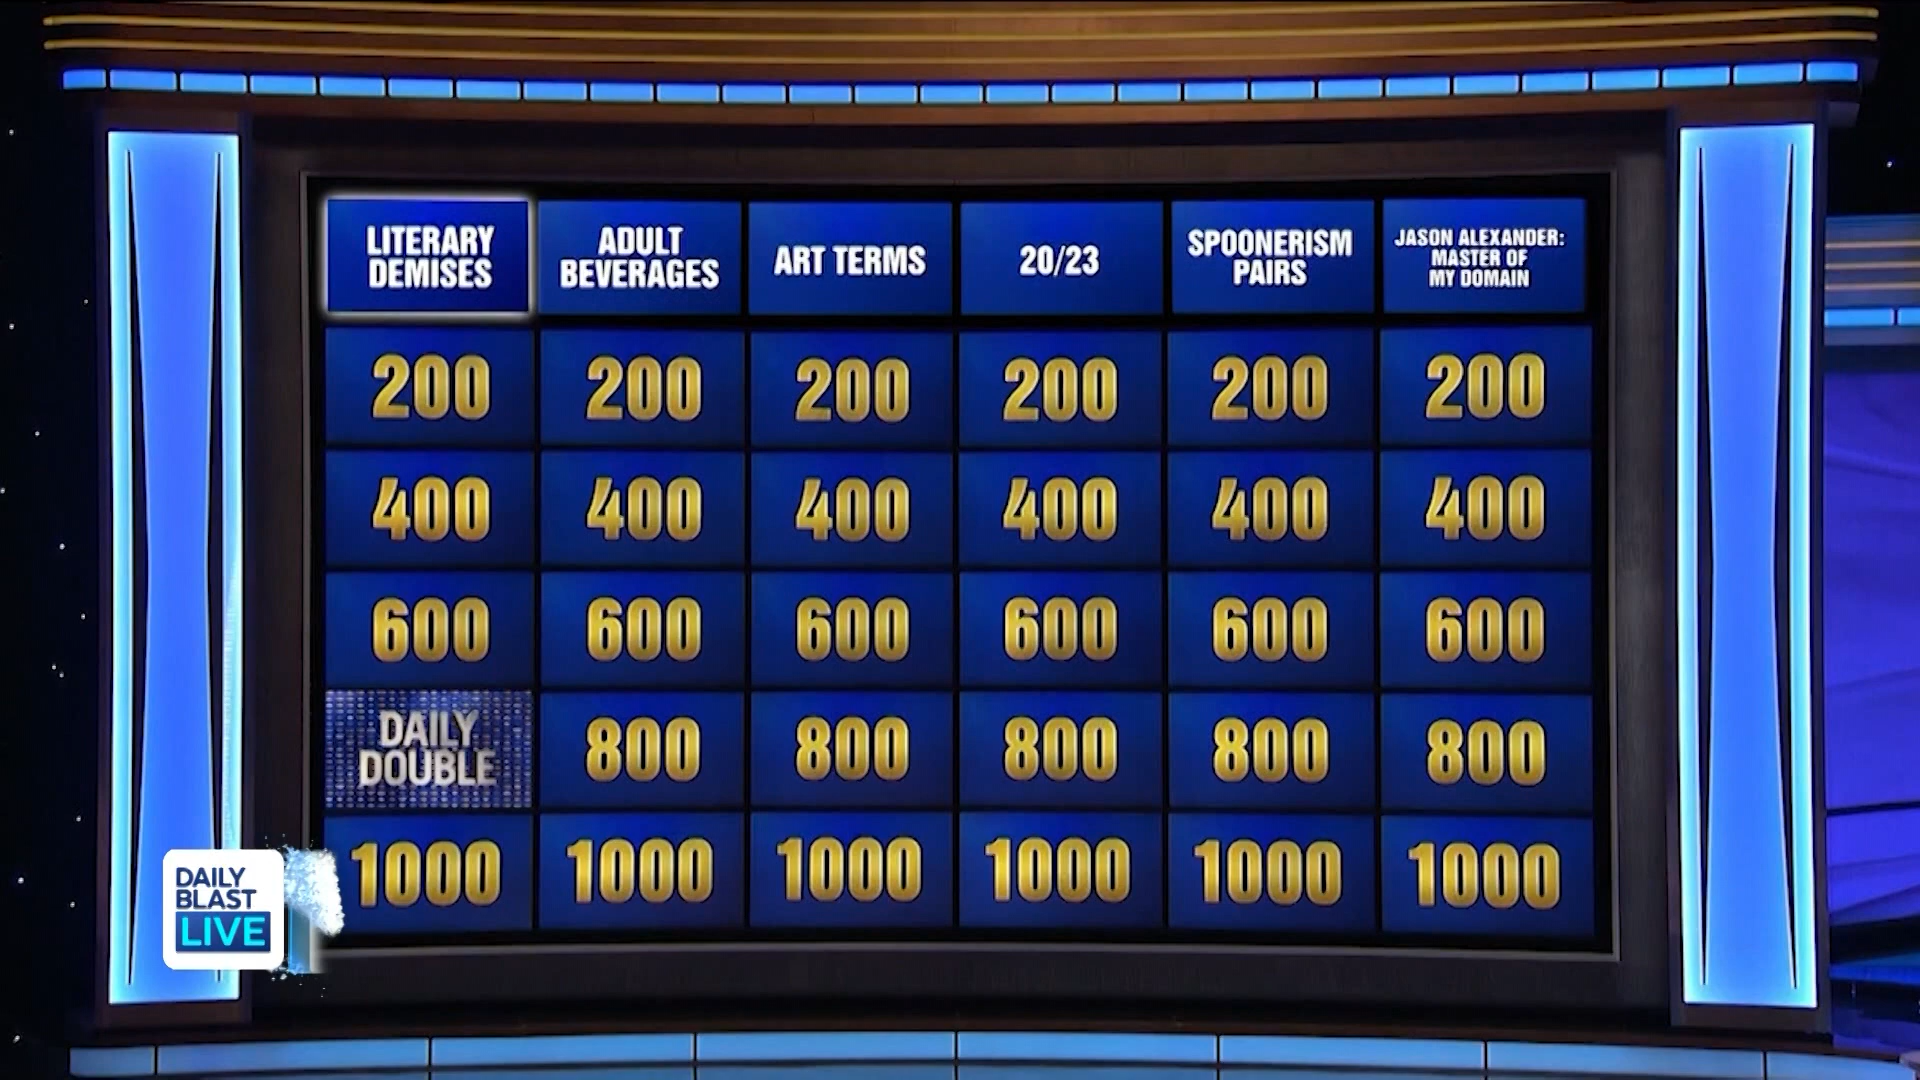 LITERARY
DEMISES
ADULT
BEVERAGES
ART TERMS
20/23
SPOONERISM
PAIRS
JASON ALEXANDER:
MASTER OF
MY DOMAIN
200 200 200 200 200 200
400 400 400 400 400 400
600 600 600 600 600 600
DAILY
DOUBLE
800 800 800 800 800
1000 1000 1000 1000 1000 1000
DAILY
BLAST
LIVE